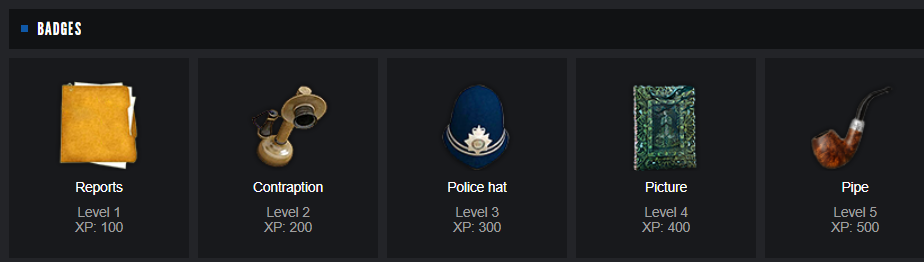 BADGES
Reports
Level 1
XP: 100
Contraption
Level 2
XP: 200
Police hat
Level 3
XP: 300
Picture
Level 4
XP: 400
Pipe
Level 5
XP: 500